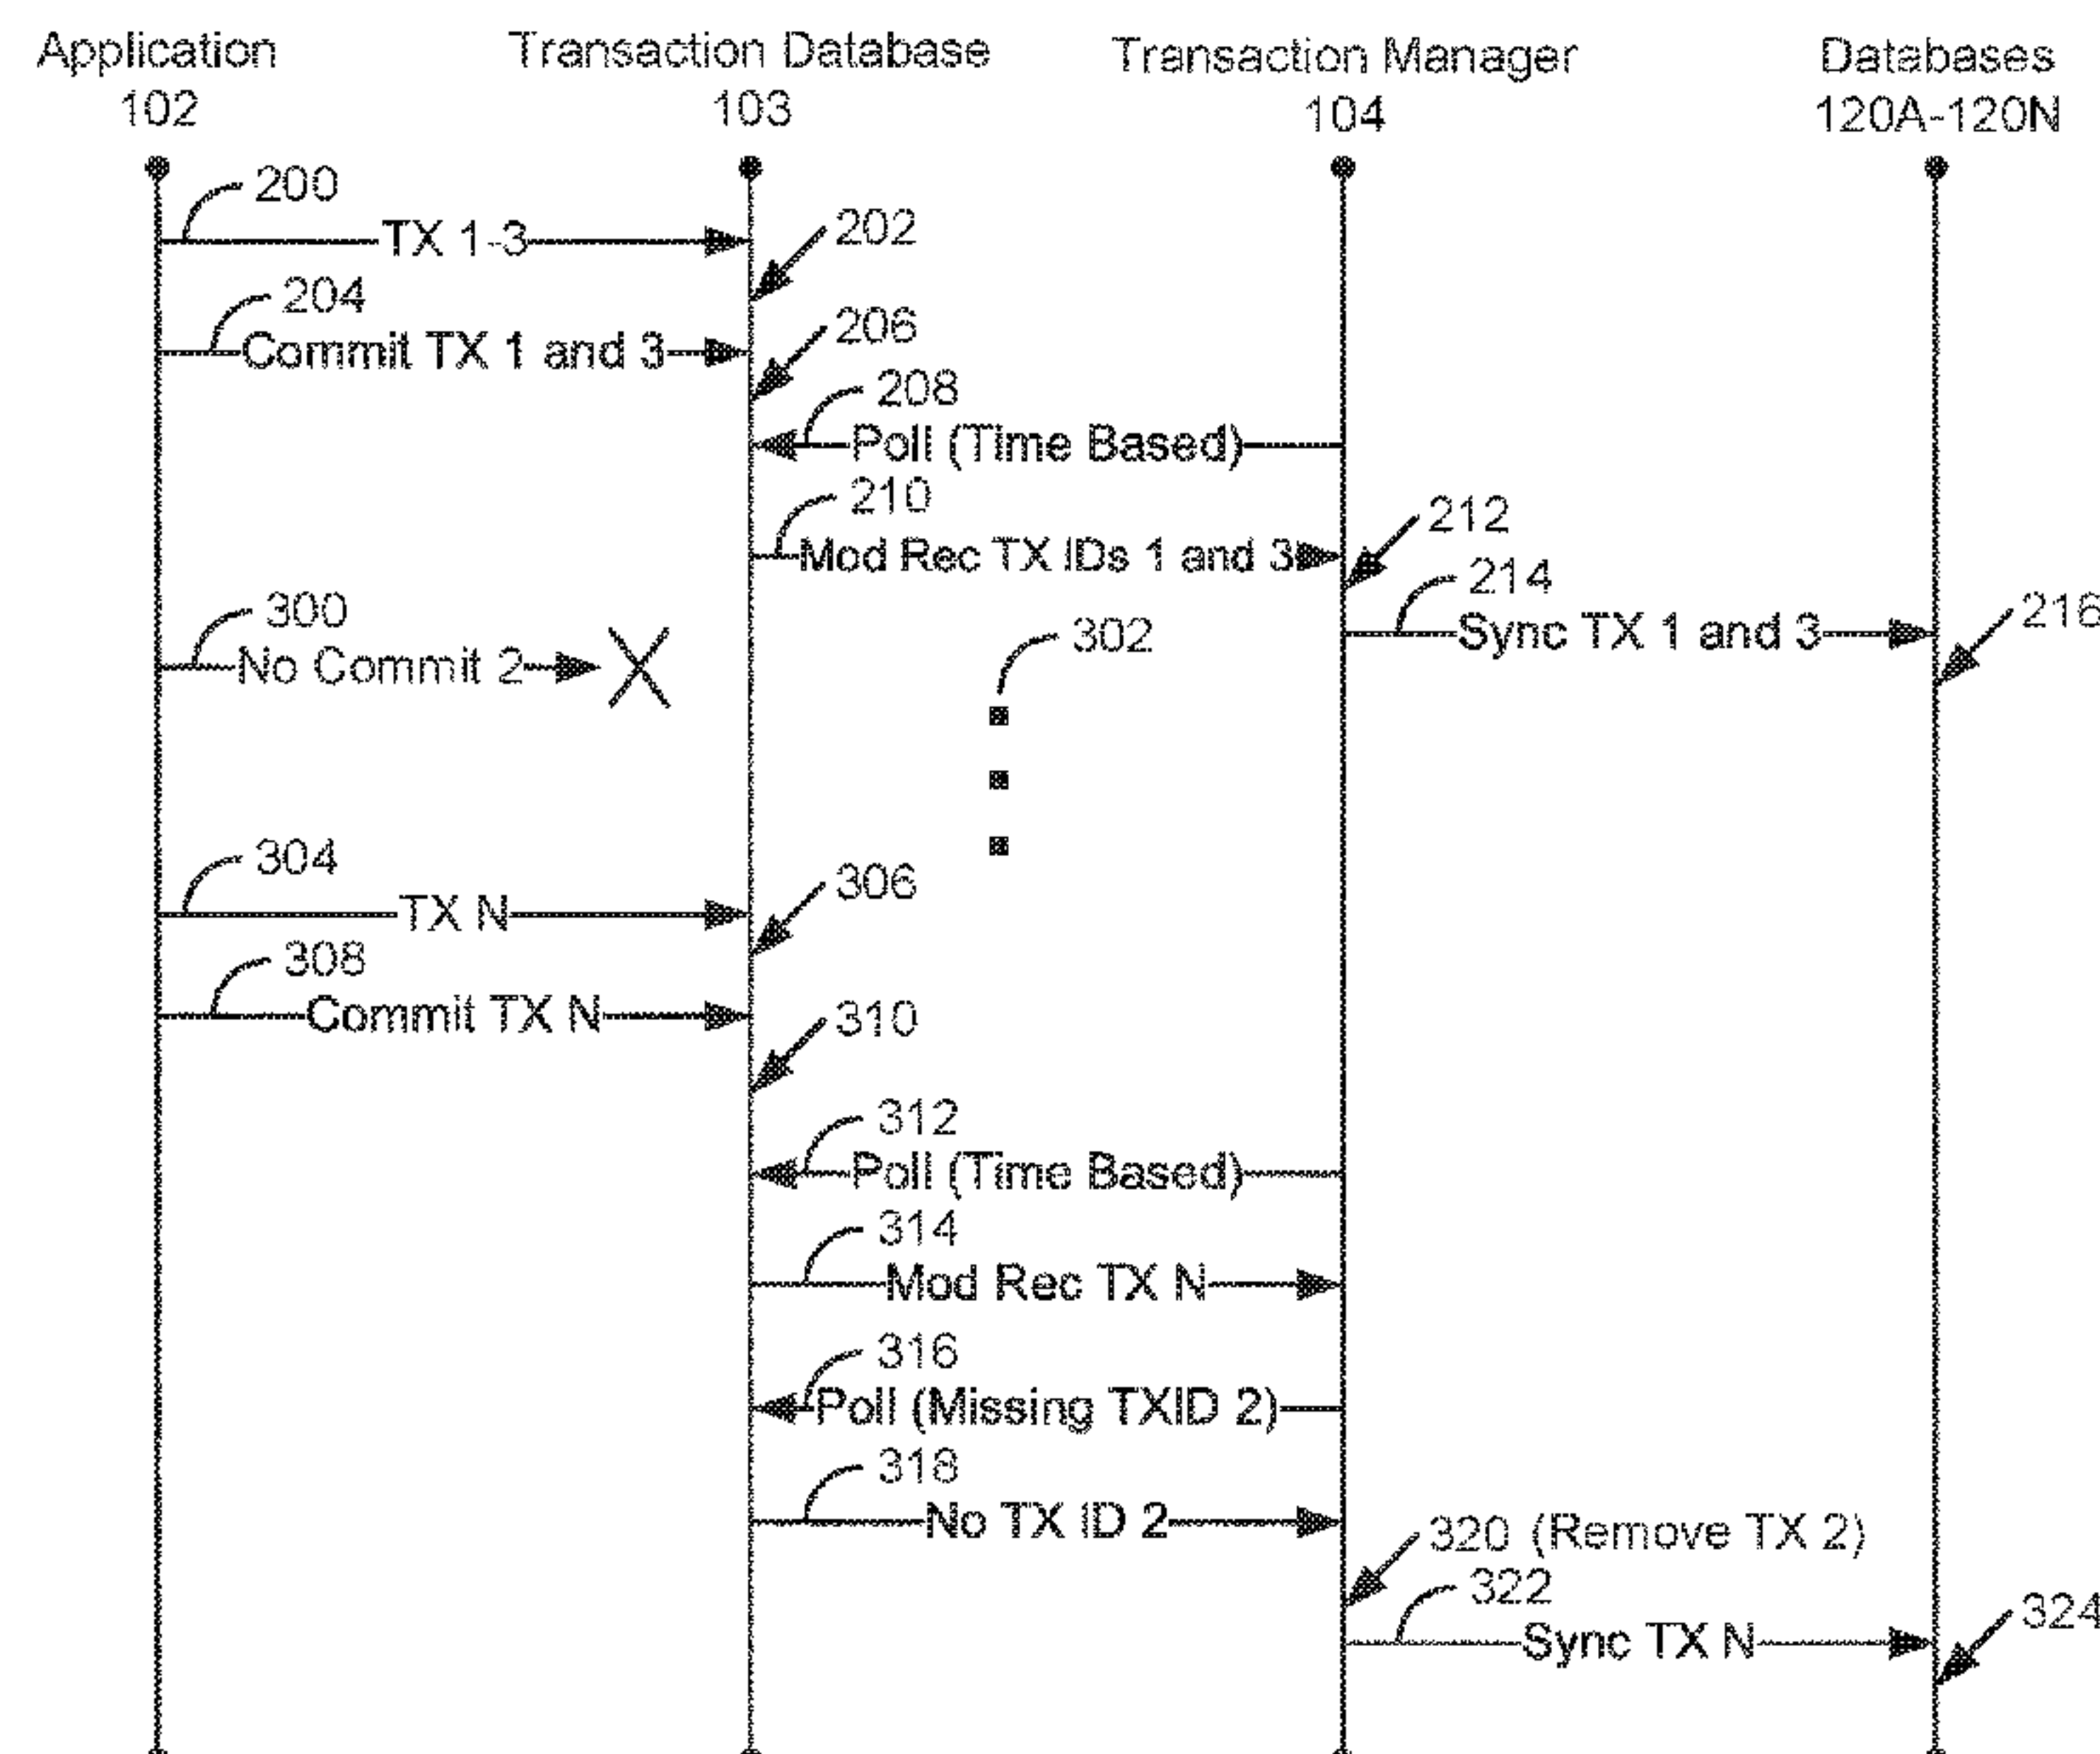 Application
102
Transaction Database
103
Transaction Manager
104
Databases
120A-120N
200
TX 1-3
202
204
Commit TX 1 and 3
206
208
Poll (Time Based)
210
Mod Rec TX IDs 1 and 3
212
214
Sync TX 1 and 3
216
300
No Commit 2
302
304
TX N
306
308
Commit TX N
310
312
Poll (Time Based)
314
Mod Rec TX N
316
Poll (Missing TXID 2)
318
No TX ID 2
320 (Remove TX 2)
322
Sync TX N
324